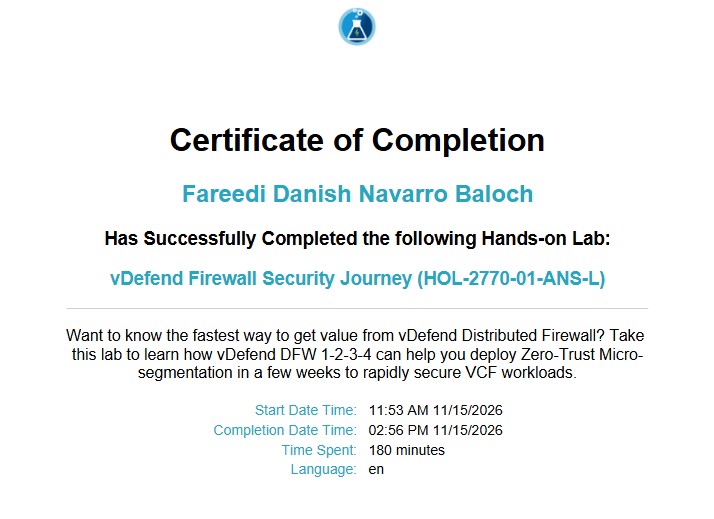 Certificate of Completion
Fareedi Danish Navarro Baloch
Has Successfully Completed the following Hands-on Lab:
vDefend Firewall Security Journey (HOL-2770-01-ANS-L)
Want to know the fastest way to get value from vDefend Distributed Firewall? Take
this lab to learn how vDefend DFW 1-2-3-4 can help you deploy Zero-Trust Micro-
segmentation in a few weeks to rapidly secure VCF workloads.
Start Date Time: 11:53 AM 11/15/2026
Completion Date Time: 02:56 PM 11/15/2026
Time Spent: 180 minutes
Language: en